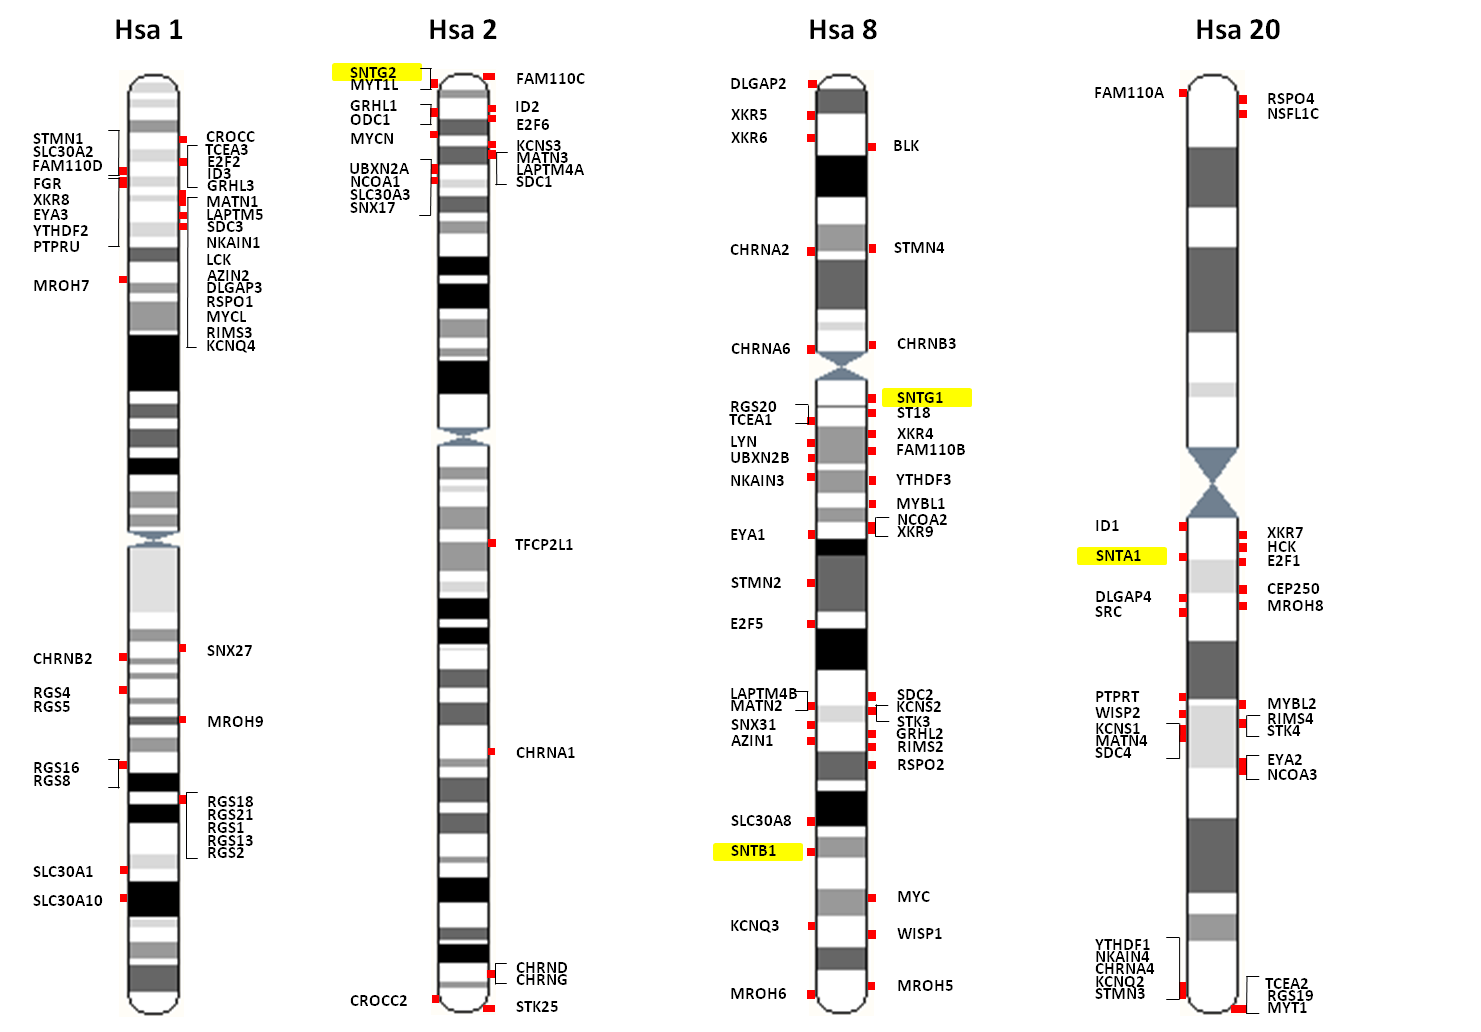 Hsa 1
STMN1
SLC30A2
FAM110D
FGR
XKR8
EYA3
YTHDF2
PTPRU
MROH7
CHRNB2
RGS4
RGS5
RGS16
RGS8
SLC30A1
SLC30A10
CROCC
TCEA3
E2F2
ID3
GRHL3
MATN1
LAPTM5
SDC3
NKAIN1
LCK
AZIN2
DLGAP3
RSPO1
MYCL
RIMS3
KCNQ4
SNX27
MROH9
RGS18
RGS21
RGS1
RGS13
RGS2
Hsa 2
SNTG2
MYT1L
GRHL1
ODC1
MYCN
UBXN2A
NCOA1
SLC30A3
SNX17
CROCC2
FAM110C
ID2
E2F6
KCNS3
MATN3
LAPTM4A
SDC1
TFCP2L1
CHRNA1
CHRND
CHRNG
STK25
Hsa 8
DLGAP2
XKR5
XKR6
CHRNA2
CHRNA6
RGS20
TCEA1
LYN
UBXN2B
NKAIN3
EYA1
STMN2
E2F5
LAPTM4B
MATN2
SNX31
AZIN1
SLC30A8
SNTB1
KCNQ3
MROH6
BLK
STMN4
CHRNB3
SNTG1
ST18
XKR4
FAM110B
YTHDF3
MYBL1
NCOA2
XKR9
SDC2
KCNS2
STK3
GRHL2
RIMS2
RSPO2
MYC
WISP1
MROH5
Hsa 20
FAM110A
ID1
SNTA1
DLGAP4
SRC
PTPRT
WISP2
KCNS1
MATN4
SDC4
YTHDF1
NKAIN4
CHRNA4
KCNQ2
STMN3
RSPO4
NSFL1C
XKR7
HCK
E2F1
CEP250
MROH8
MYBL2
RIMS4
STK4
EYA2
NCOA3
TCEA2
RGS19
MYT1